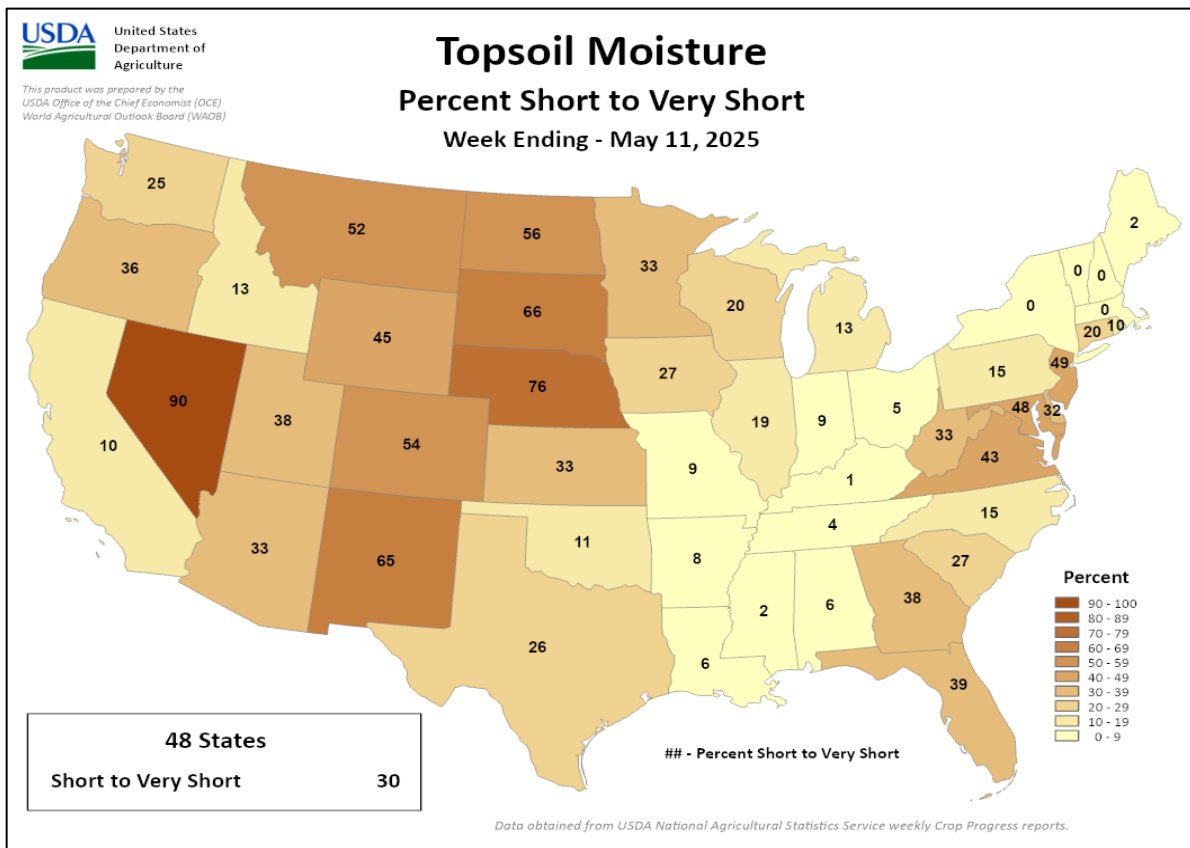 USDA
United States
Department of
Agriculture
This product was prepared by the
USDA Office of the Chief Economist (OCE)
World Agricultural Outlook Board (WAOB)
Topsoil Moisture
Percent Short to Very Short
Week Ending - May 11, 2025
25
52
56
33
2
36
13
66
20
13
0
0
0
0
20
10
45
76
27
15
49
90
38
54
19
9
5
33
48
32
10
33
9
1
43
33
65
11
8
4
15
27
26
6
2
6
38
39
Percent
90 - 100
80 - 89
70 - 79
60 - 69
50 - 59
40 - 49
30 - 39
20 - 29
10 - 19
0 - 9
48 States
Short to Very Short 30
## - Percent Short to Very Short
Data obtained from USDA National Agricultural Statistics Service weekly Crop Progress reports.